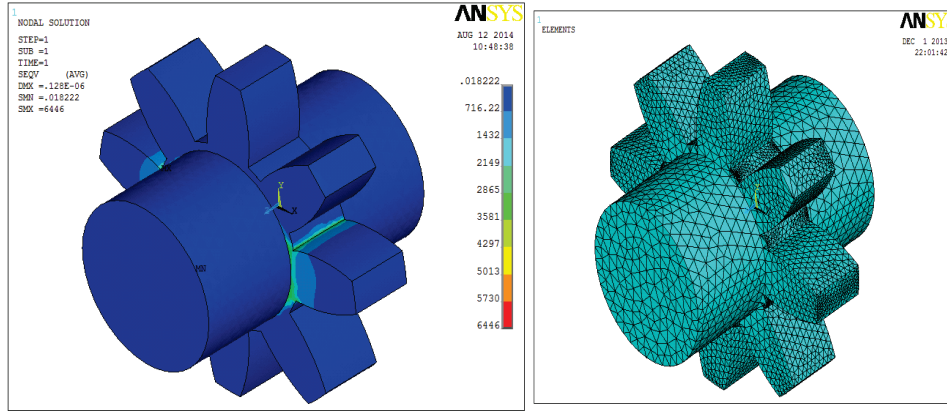 1
NODAL SOLUTION
STEP=1
SUB =1
TIME=1
SEQV (AVG)
DMX =.128E-06
SMN =.018222
SMX =6446
ANSYS
AUG 12 2014
10:48:38
.018222
716.22
1432
2149
2865
3581
4297
5013
5730
6446
Y
X
MN
1
ELEMENTS
ANSY
DEC 1 2013
22:01:42